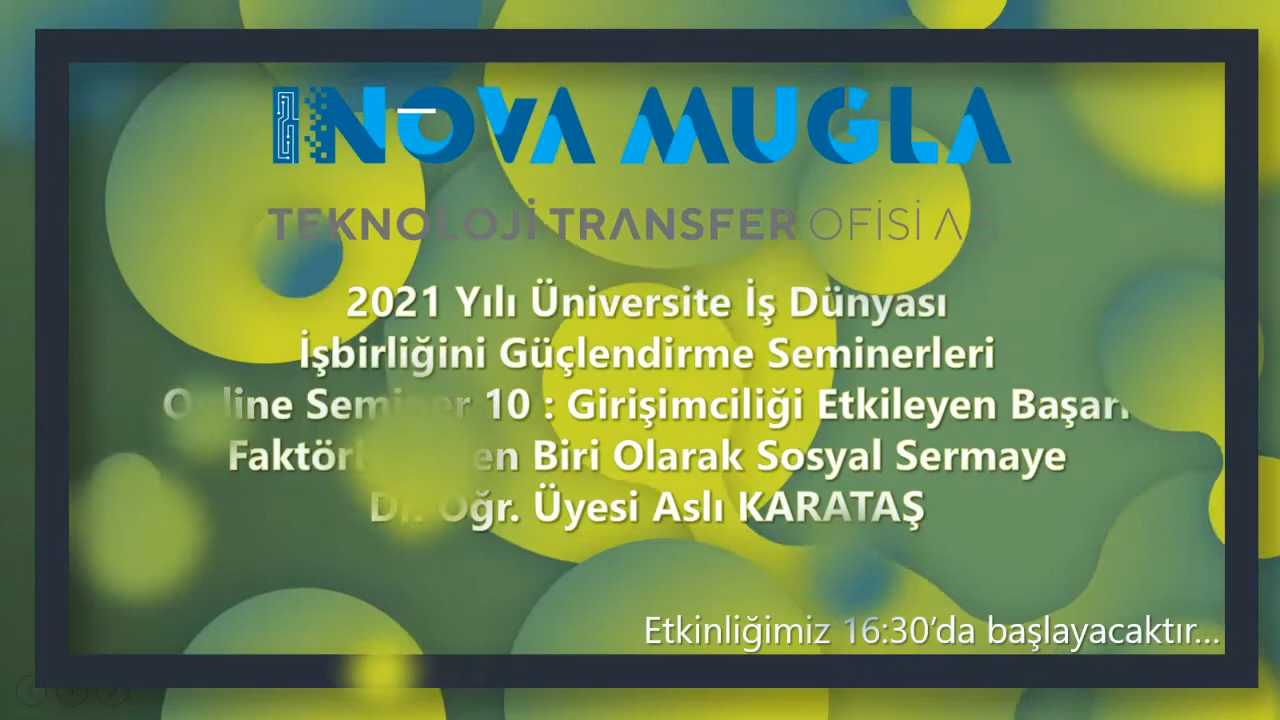 INOVA MUĞLA
TEKNOLOJİ TRANSFER OFİSİ
2021 Yılı Üniversite İş Dünyası
İşbirliğini Güçlendirme Seminerleri
Online Seminer 10 : Girişimciliği Etkileyen Başarı
Faktörlerinden Biri Olarak Sosyal Sermaye
Dr. Öğr. Üyesi Aslı KARATAŞ
Etkinliğimiz 16:30’da başlayacaktır...